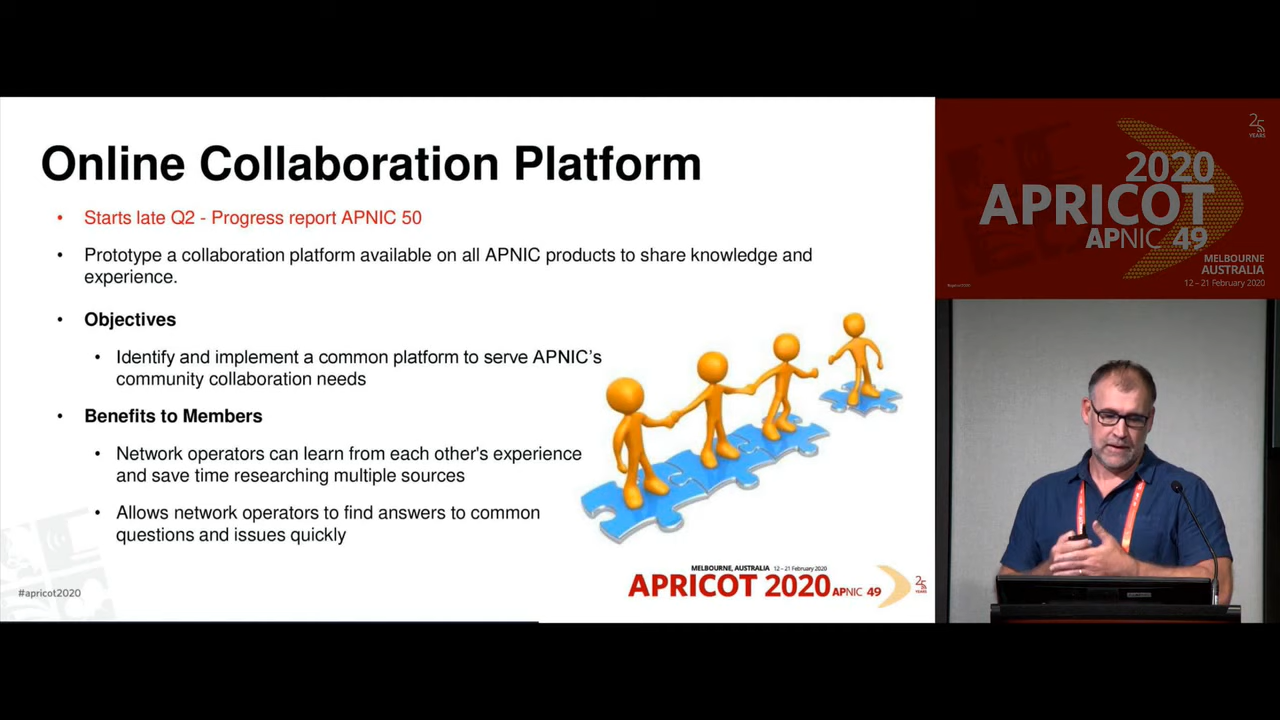 Online Collaboration Platform
• Starts late Q2 - Progress report APNIC 50
• Prototype a collaboration platform available on all APNIC products to share knowledge and
experience.
• Objectives
• Identify and implement a common platform to serve APNIC’s
community collaboration needs
• Benefits to Members
• Network operators can learn from each other's experience
and save time researching multiple sources
• Allows network operators to find answers to common
questions and issues quickly
#apricot2020
MELBOURNE, AUSTRALIA 12 – 21 February 2020
APRICOT 2020 APNIC 49
25
YEARS
25
YEARS
2020
APRICOT
APNIC 49
MELBOURNE
AUSTRALIA
12 – 21 February 2020
#apricot2020